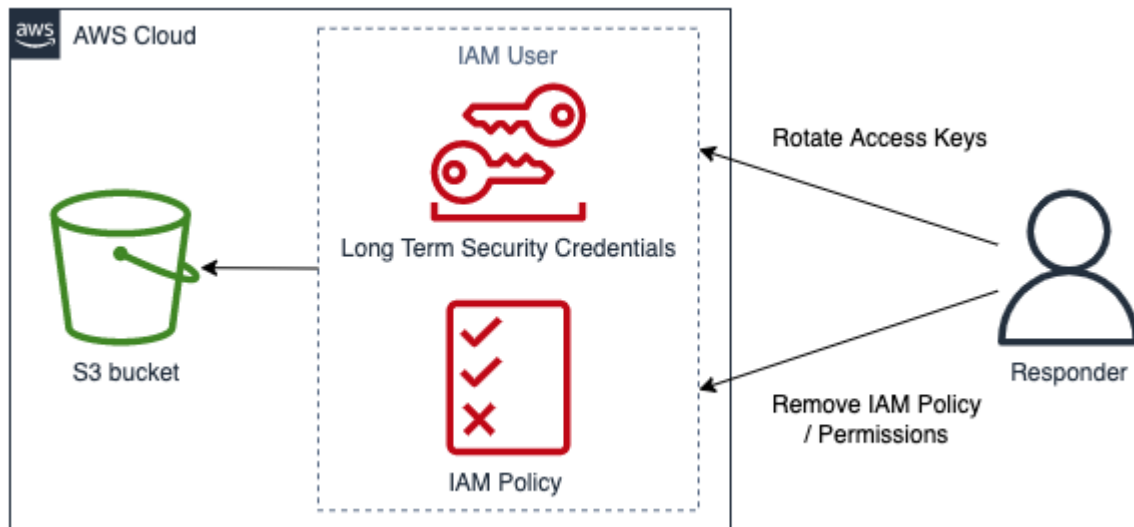 aws
AWS Cloud
IAM User
Rotate Access Keys
Long Term Security Credentials
S3 bucket
Responder
Remove IAM Policy
/ Permissions
IAM Policy